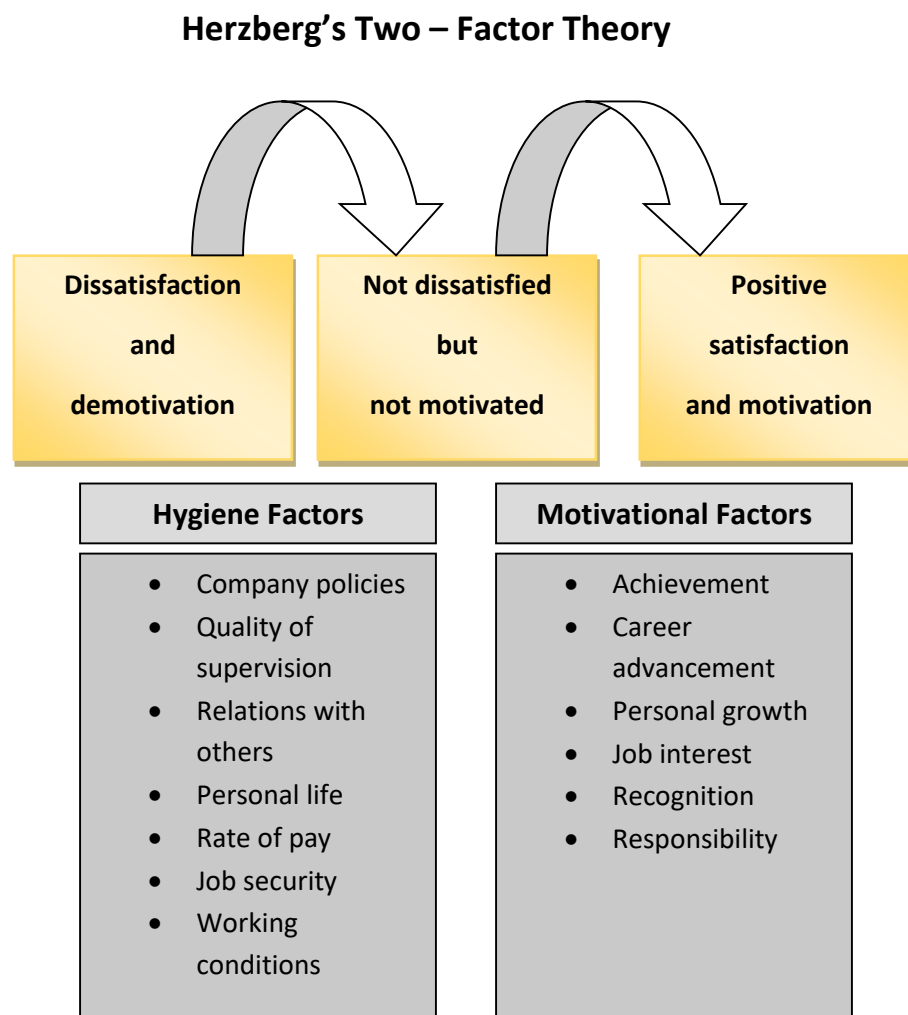 Herzberg's Two – Factor Theory
Dissatisfaction
and
demotivation
Not dissatisfied
but
not motivated
Positive
satisfaction
and motivation
Hygiene Factors
• Company policies
• Quality of
supervision
• Relations with
others
• Personal life
• Rate of pay
• Job security
• Working
conditions
Motivational Factors
• Achievement
• Career
advancement
• Personal growth
• Job interest
• Recognition
• Responsibility